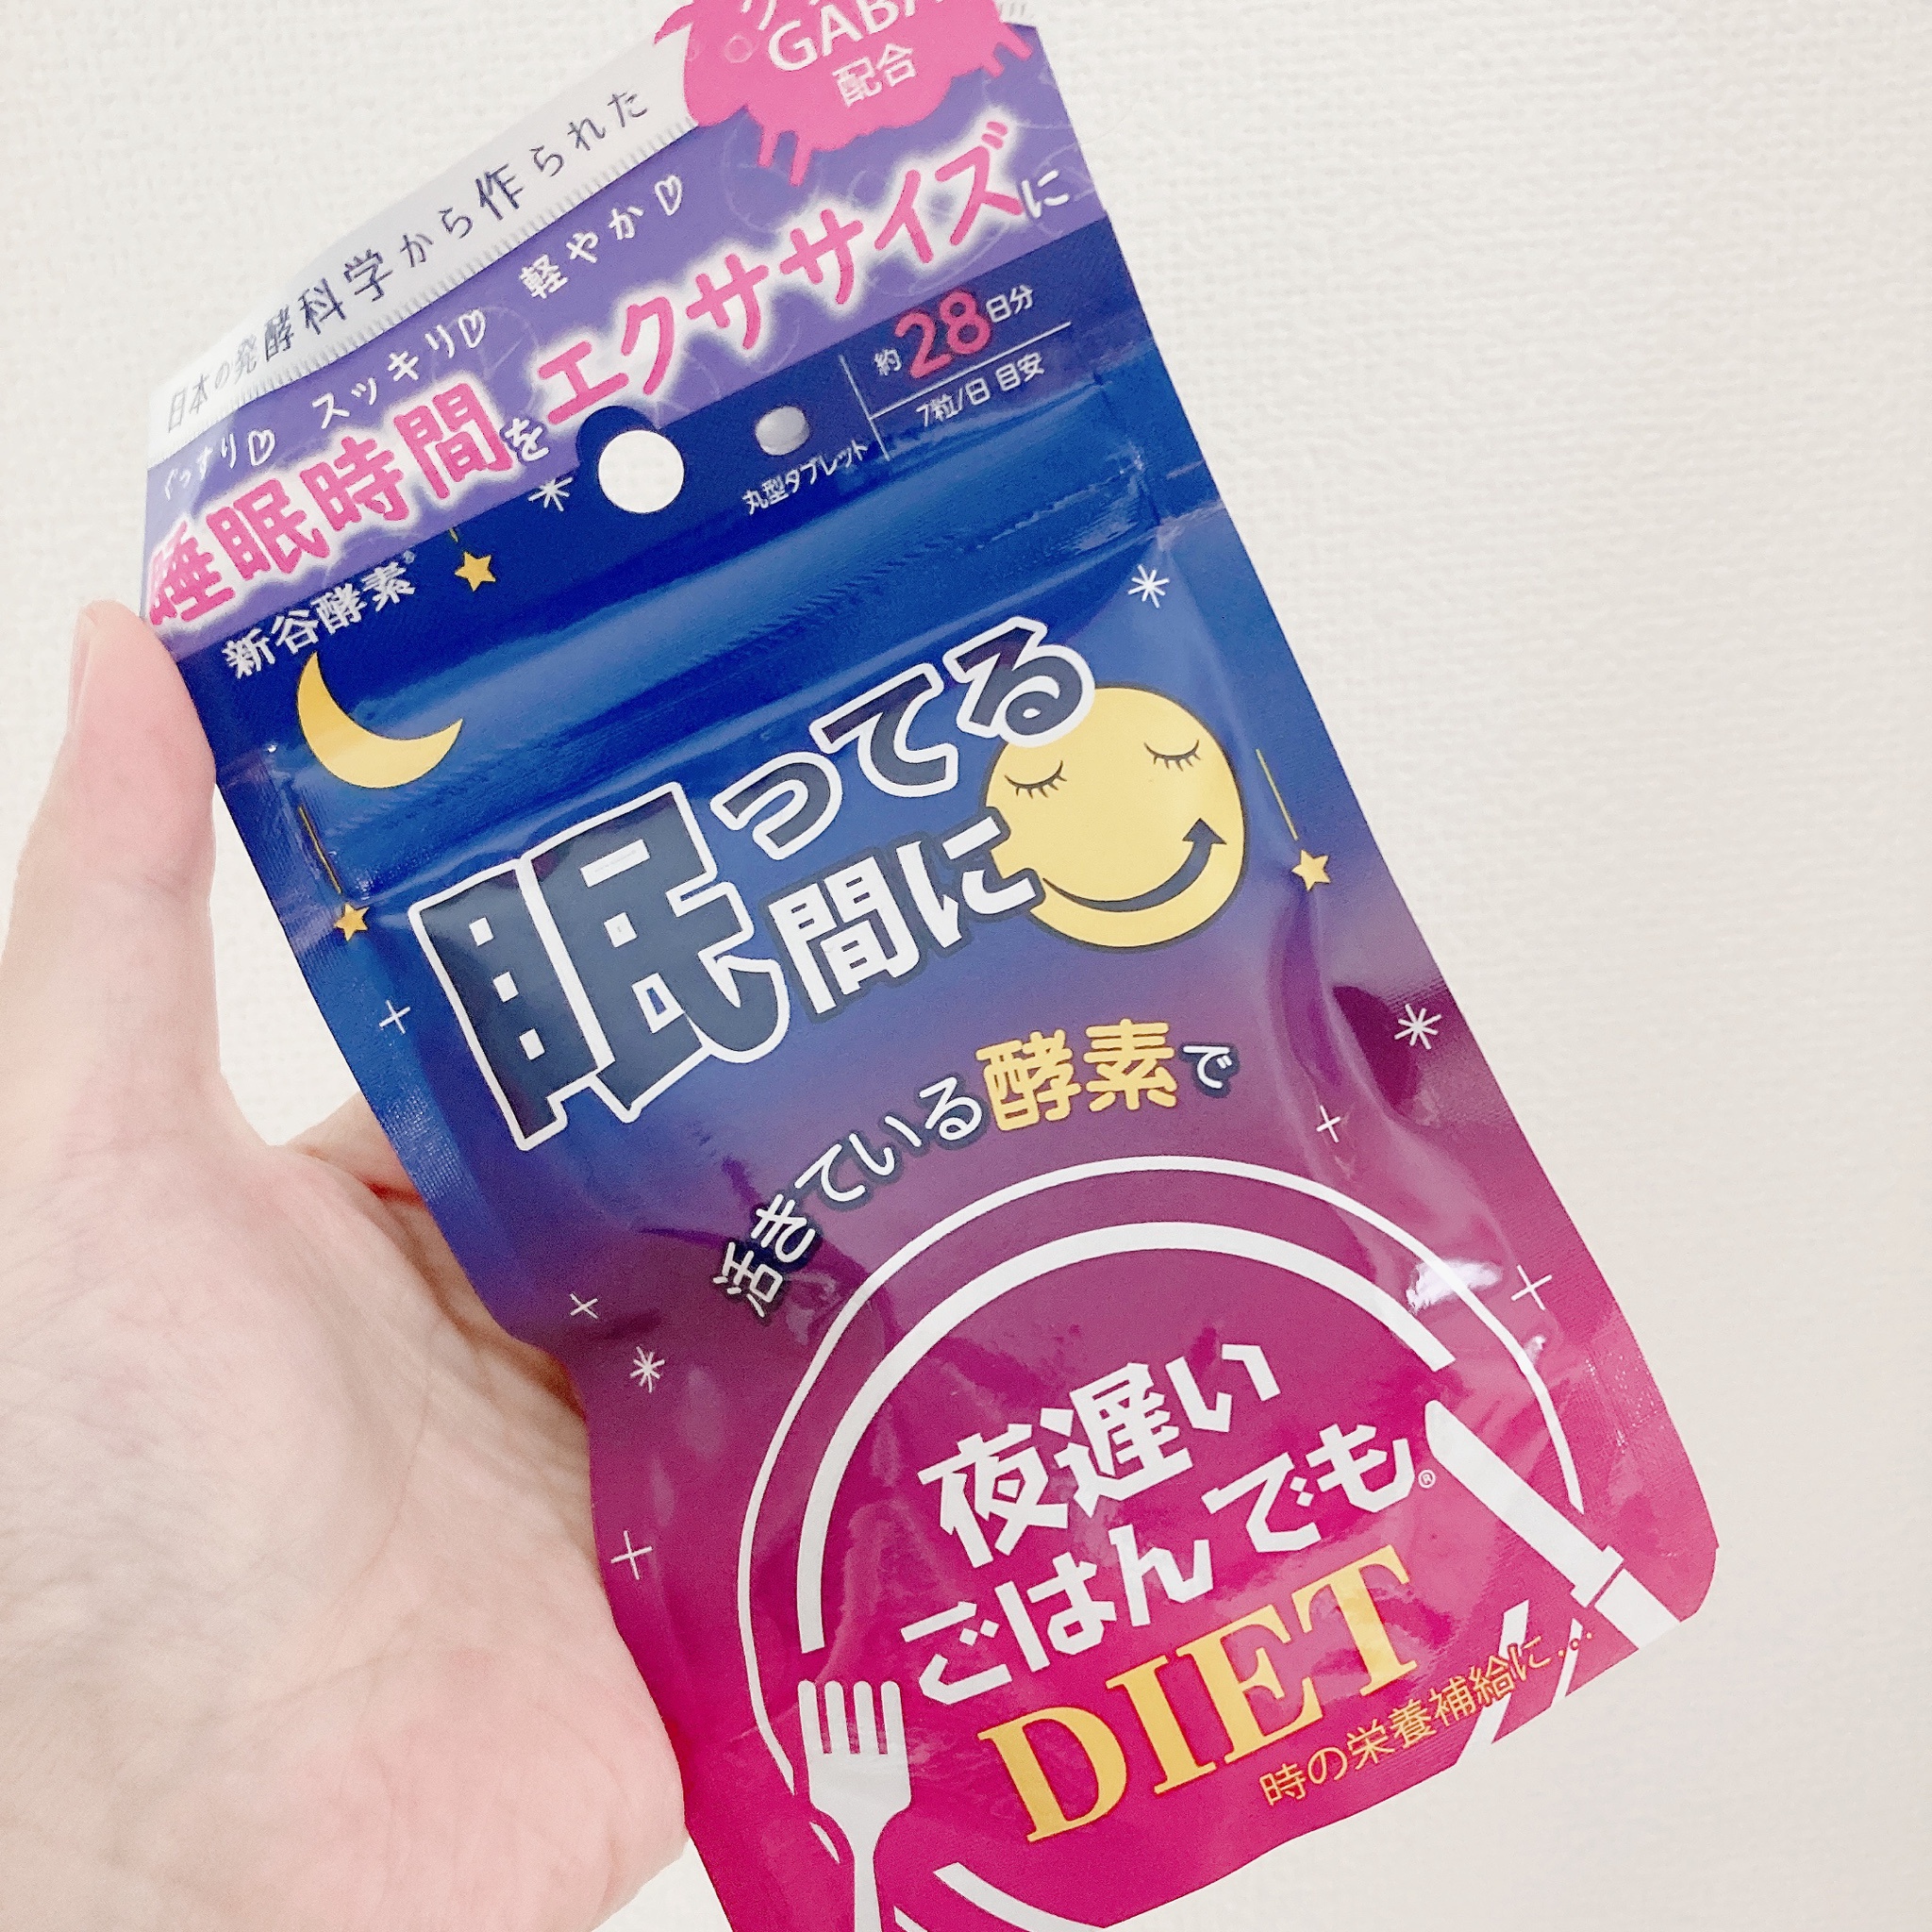 GABA
配合
日本の発酵科学から作られた
ぐっすり♡ スッキリ♡ 軽やか♡
睡眠時間をエクササイズに
約28日分
7粒/日 目安
丸型タブレット
新谷酵素®
眠ってる
間に
活きている酵素で
夜遅い
ごはんでも®
DIET
時の栄養補給に...